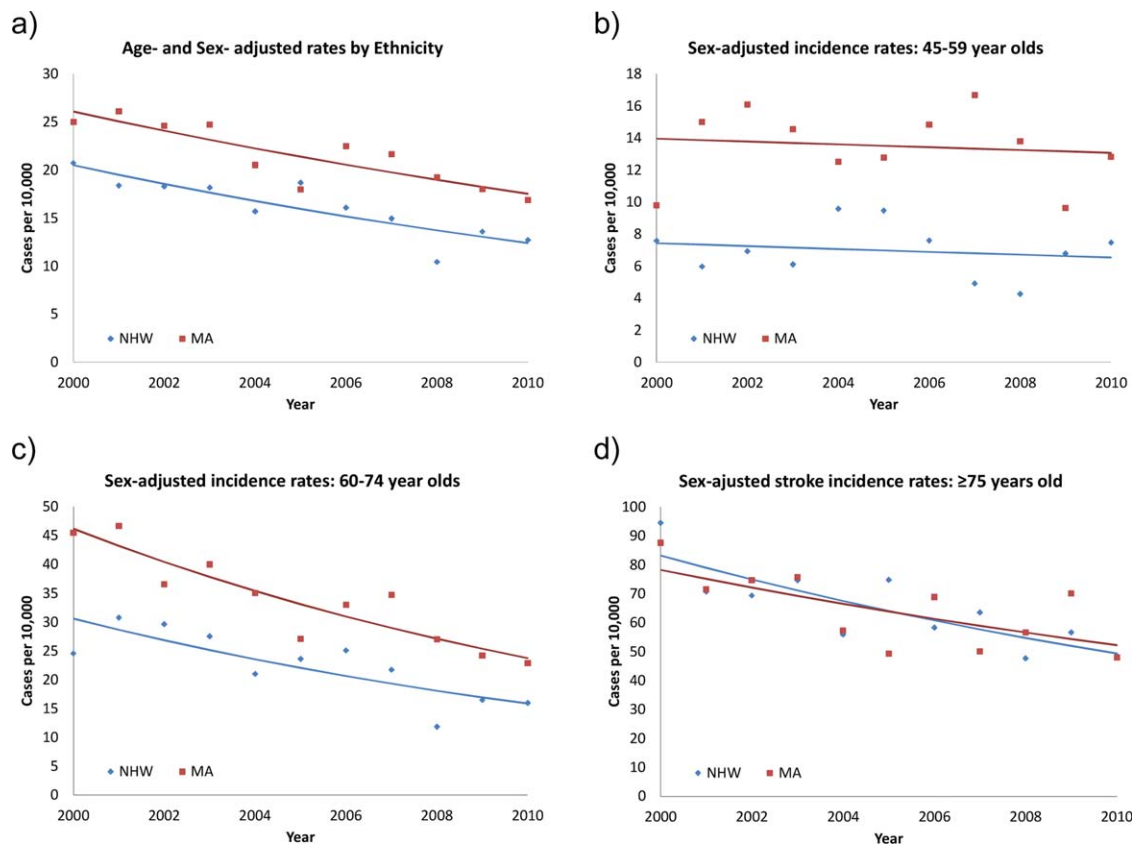 a)
Age- and Sex- adjusted rates by Ethnicity
30
25
20
15
10
5
0
Cases per 10,000
NHW MA
2000 2002 2004 2006 2008 2010
Year
b)
Sex-adjusted incidence rates: 45-59 year olds
18
16
14
12
10
8
6
4
2
0
Cases per 10,000
NHW MA
2000 2002 2004 2006 2008 2010
Year
c)
Sex-adjusted incidence rates: 60-74 year olds
50
45
40
35
30
25
20
15
10
5
0
Cases per 10,000
NHW MA
2000 2002 2004 2006 2008 2010
Year
d)
Sex-ajusted stroke incidence rates: ≥75 years old
100
90
80
70
60
50
40
30
20
10
0
Cases per 10,000
NHW MA
2000 2002 2004 2006 2008 2010
Year